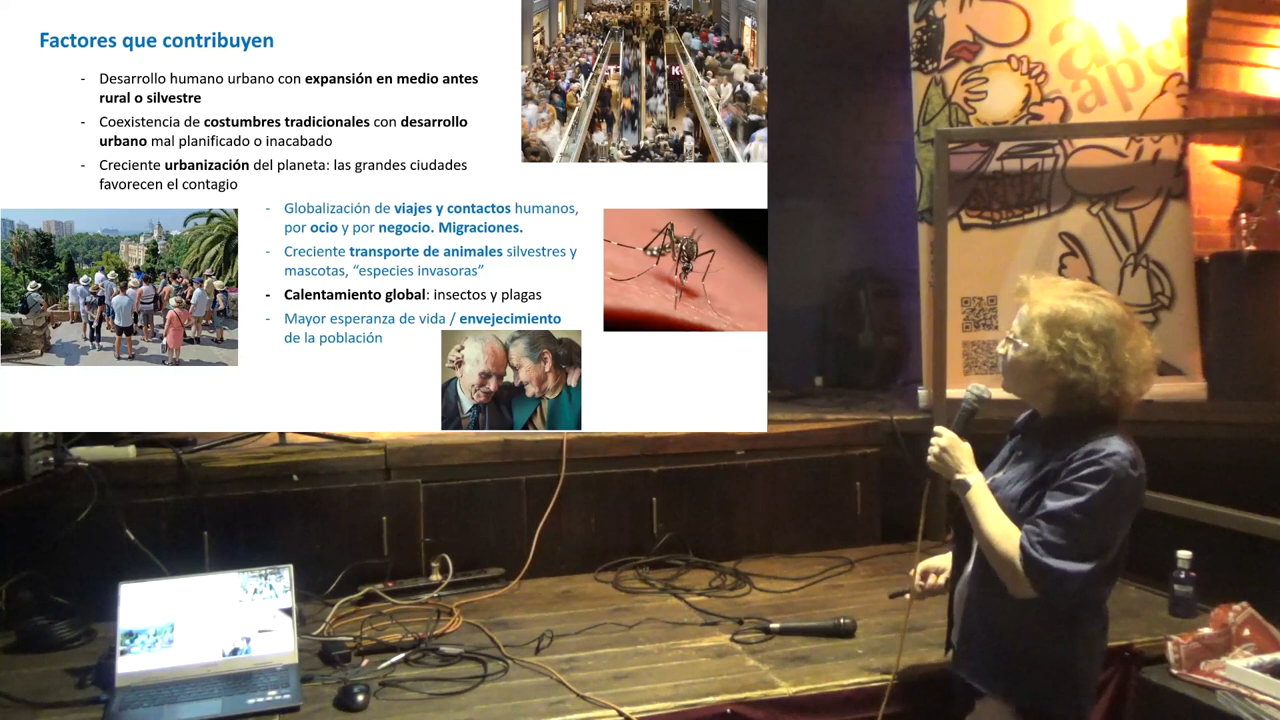 Factores que contribuyen
- Desarrollo humano urbano con expansión en medio antes
rural o silvestre
- Coexistencia de costumbres tradicionales con desarrollo
urbano mal planificado o inacabado
- Creciente urbanización del planeta: las grandes ciudades
favorecen el contagio
- Globalización de viajes y contactos humanos,
por ocio y por negocio. Migraciones.
- Creciente transporte de animales silvestres y
mascotas, “especies invasoras”
- Calentamiento global: insectos y plagas
- Mayor esperanza de vida / envejecimiento
de la población